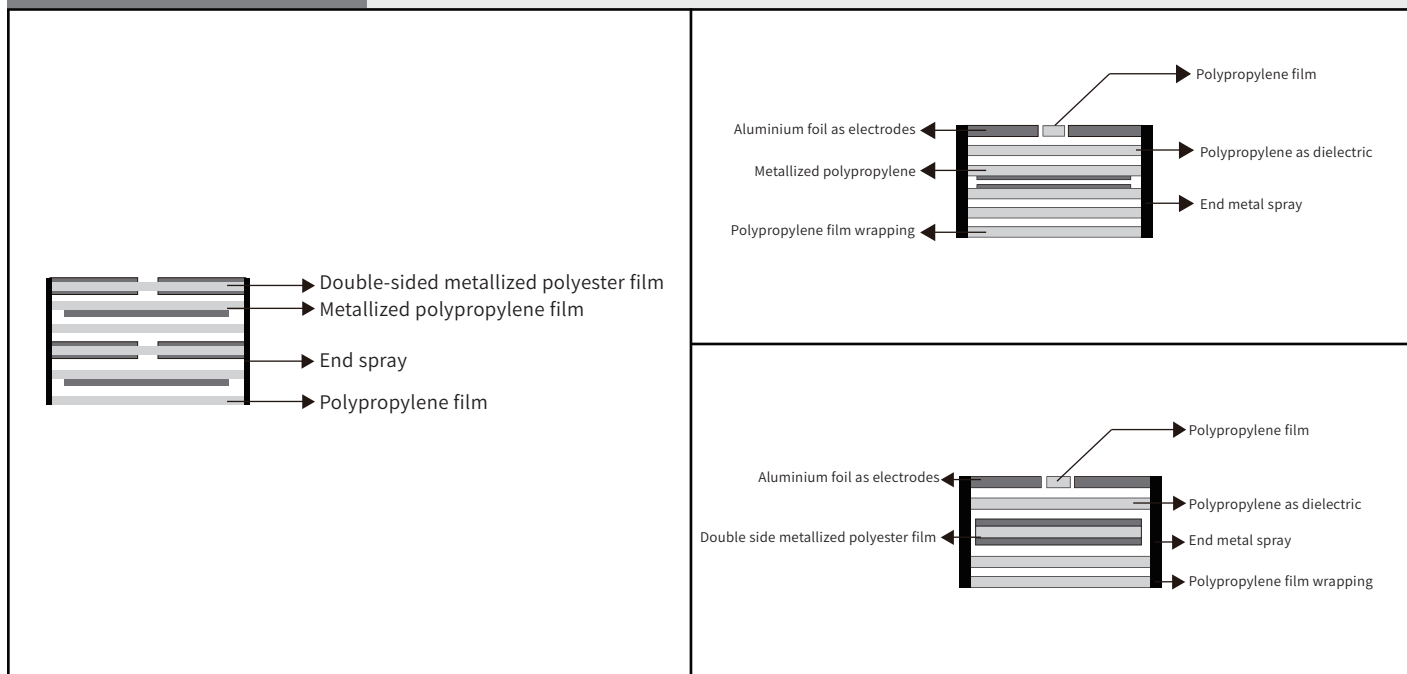 Double-sided metallized polyester film
Metallized polypropylene film
End spray
Polypropylene film
Polypropylene film
Aluminium foil as electrodes
Polypropylene as dielectric
Metallized polypropylene
End metal spray
Polypropylene film wrapping
Polypropylene film
Aluminium foil as electrodes
Polypropylene as dielectric
Double side metallized polyester film
End metal spray
Polypropylene film wrapping